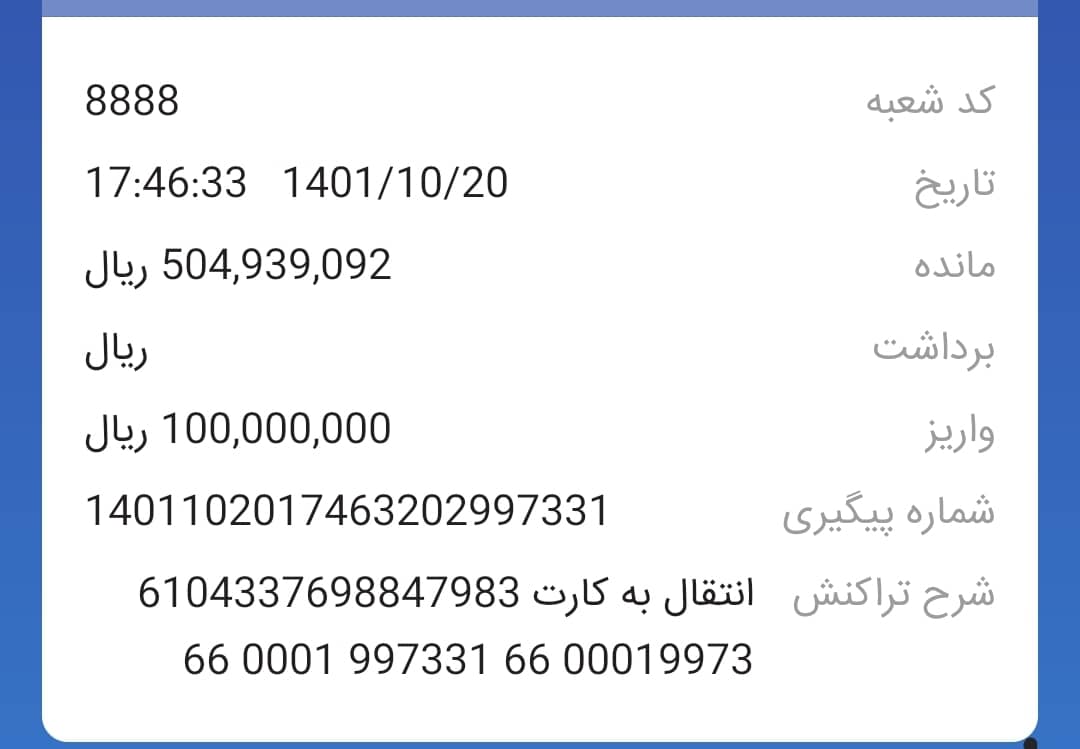 کد شعبه 8888
تاریخ 1401/10/20 17:46:33
مانده 504,939,092 ریال
برداشت ریال
واریز 100,000,000 ریال
شماره پیگیری 1401102017463202997331
شرح تراکنش انتقال به کارت 6104337698847983
66 0001 997331 66 00019973